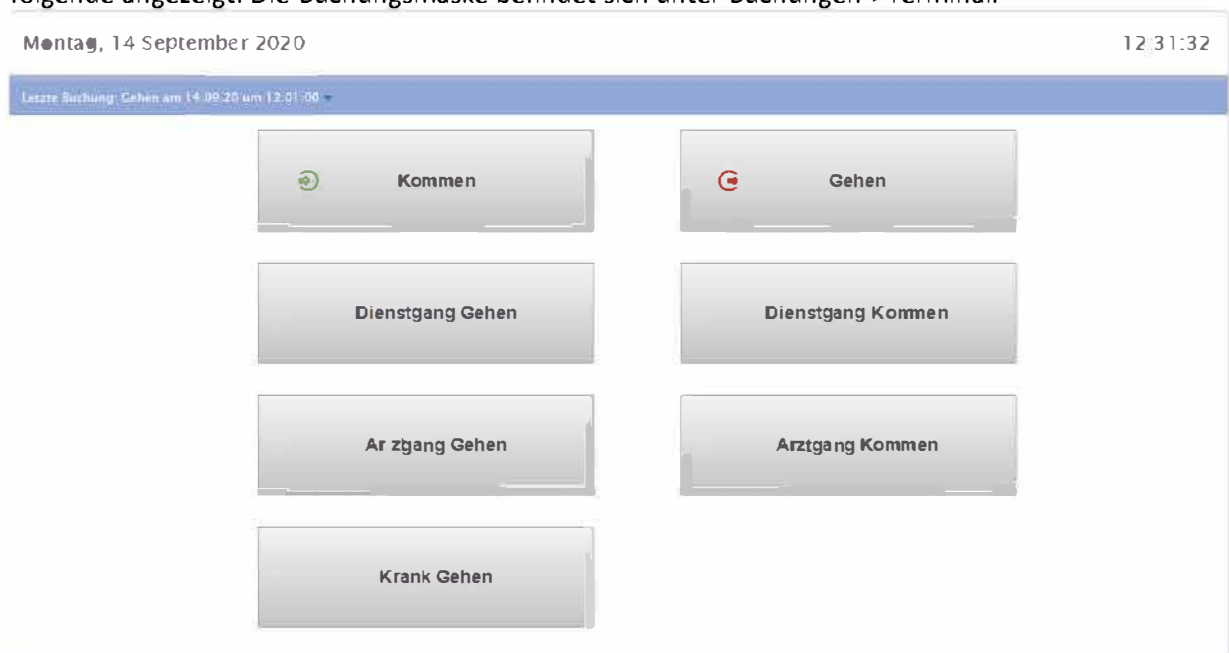 Montag, 14 September 2020
12:31:32
Letzte Buchung: Gehen am 14.09.20 um 12:01:00
Kommen
Gehen
Dienstgang Gehen
Dienstgang Kommen
Ar ztgang Gehen
Arztgang Kommen
Krank Gehen